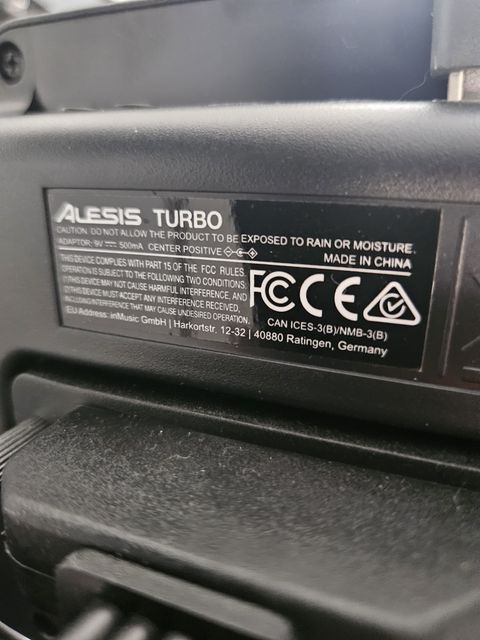 ALESIS TURBO
CAUTION: DO NOT ALLOW THE PRODUCT TO BE EXPOSED TO RAIN OR MOISTURE.
ADAPTOR: 9V 500mA CENTER POSITIVE
MADE IN CHINA
THIS DEVICE COMPLIES WITH PART 15 OF THE FCC RULES.
OPERATION IS SUBJECT TO THE FOLLOWING TWO CONDITIONS:
(1)THIS DEVICE MAY NOT CAUSE HARMFUL INTERFERENCE, AND
(2)THIS DEVICE MUST ACCEPT ANY INTERFERENCE RECEIVED,
INCLUDING INTERFERENCE THAT MAY CAUSE UNDESIRED OPERATION.
FC CE
CAN ICES-3(B)/NMB-3(B)
EU Address: inMusic GmbH | Harkortstr. 12-32 | 40880 Ratingen, Germany